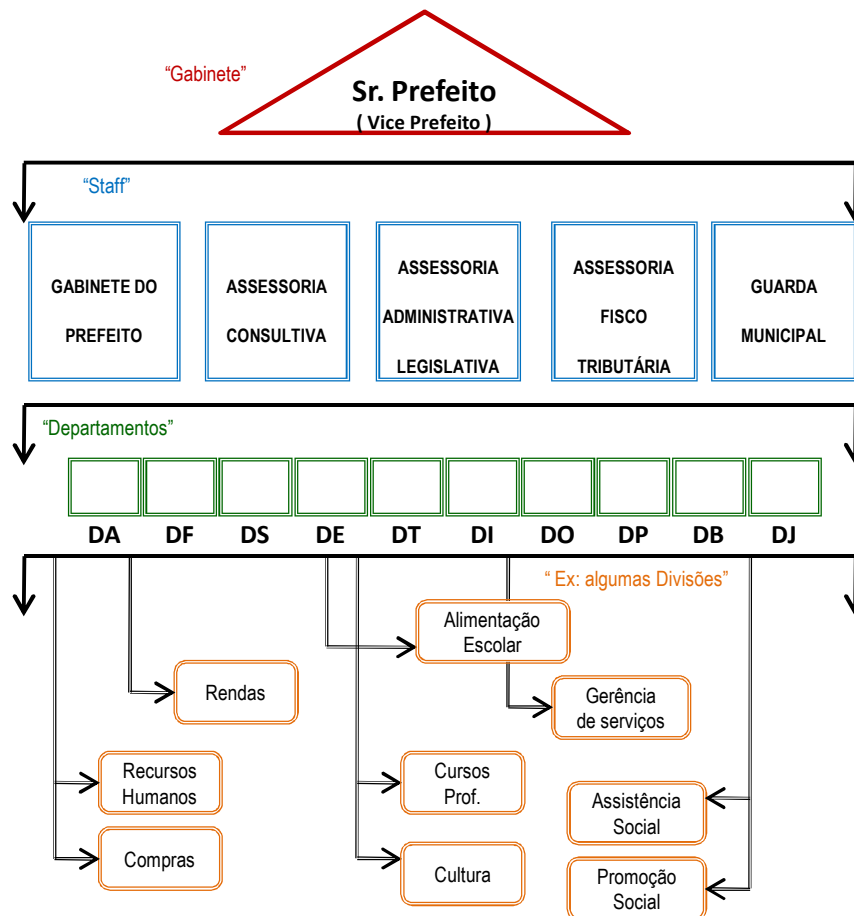 “Gabinete”
Sr. Prefeito
( Vice Prefeito )
“Staff”
GABINETE DO
PREFEITO
ASSESSORIA
CONSULTIVA
ASSESSORIA
ADMINISTRATIVA
LEGISLATIVA
ASSESSORIA
FISCO
TRIBUTÁRIA
GUARDA
MUNICIPAL
“Departamentos”
DA DF DS DE DT DI DO DP DB DJ
“ Ex: algumas Divisões”
Alimentação
Escolar
Rendas
Gerência
de serviços
Recursos
Humanos
Cursos
Prof.
Assistência
Social
Compras
Cultura
Promoção
Social